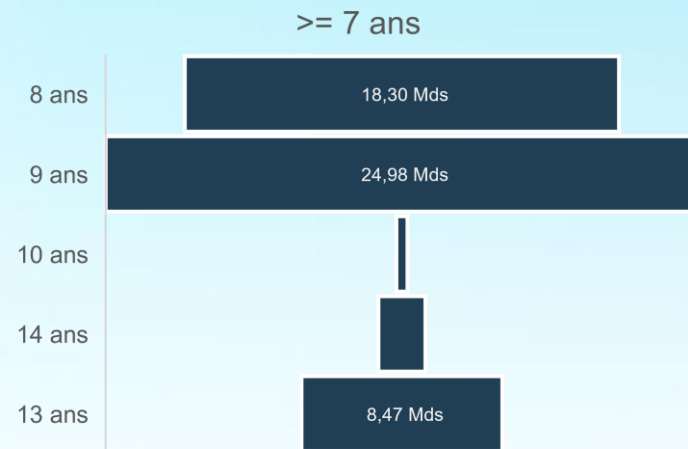 >= 7 ans
8 ans
18,30 Mds
9 ans
24,98 Mds
10 ans
14 ans
13 ans
8,47 Mds